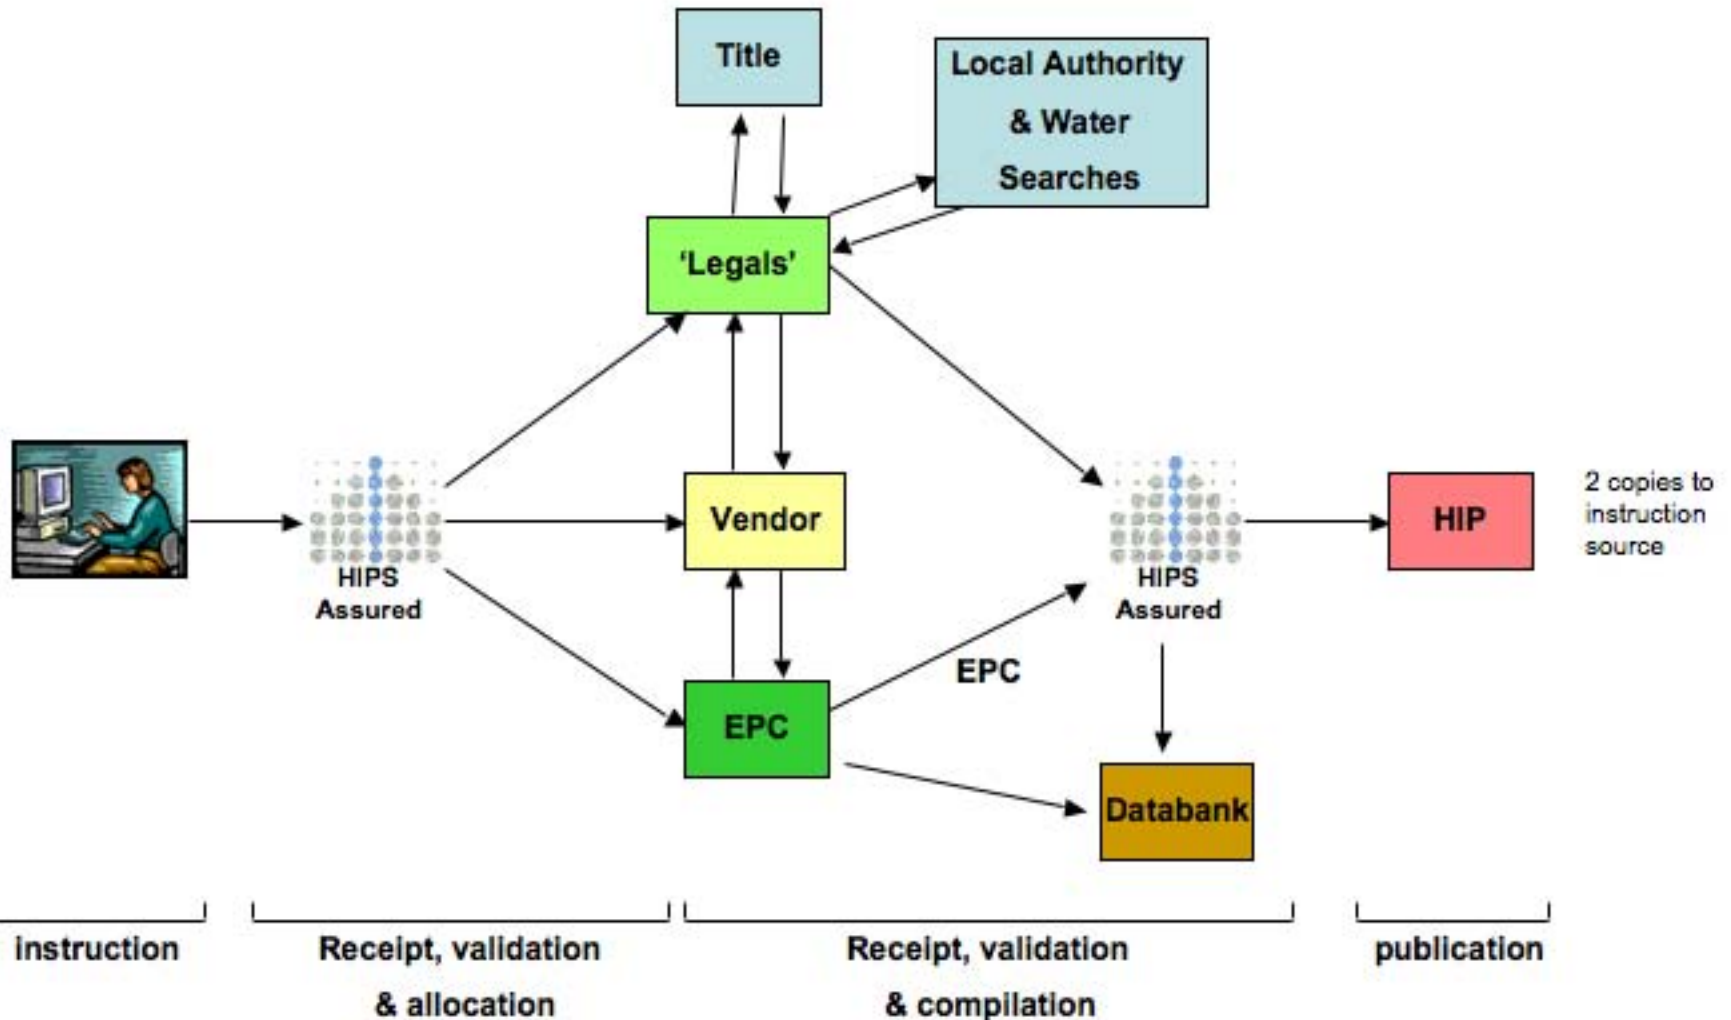 Title
Local Authority
& Water
Searches
‘Legals’
HIPS
Assured
Vendor
HIPS
Assured
HIP
2 copies to
instruction
source
EPC
EPC
Databank
instruction
Receipt, validation
& allocation
Receipt, validation
& compilation
publication